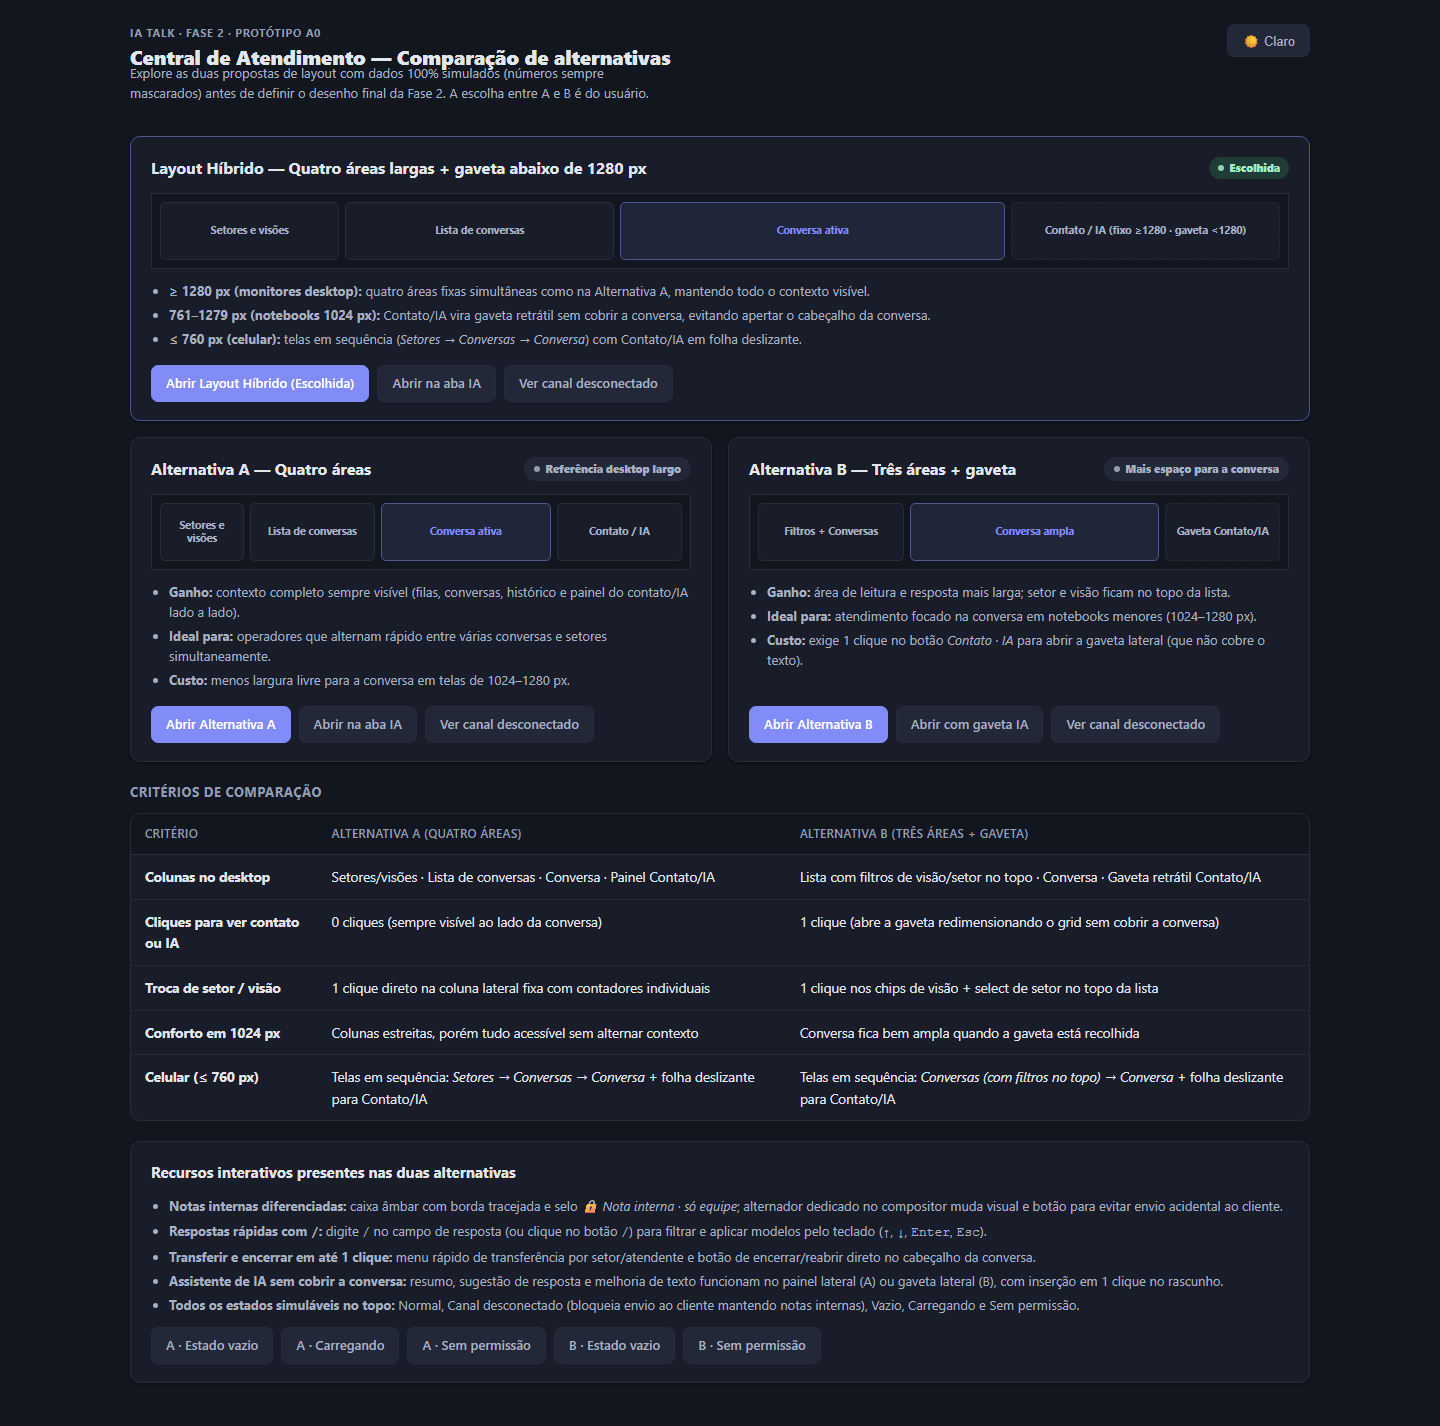 IA TALK · FASE 2 · PROTÓTIPO A0
Central de Atendimento — Comparação de alternativas
Explore as duas propostas de layout com dados 100% simulados (números sempre
mascarados) antes de definir o desenho final da Fase 2. A escolha entre A e B é do usuário.
Claro
Layout Híbrido — Quatro áreas largas + gaveta abaixo de 1280 px
Escolhida
Setores e visões
Lista de conversas
Conversa ativa
Contato / IA (fixo ≥1280 · gaveta <1280)
≥ 1280 px (monitores desktop): quatro áreas fixas simultâneas como na Alternativa A, mantendo todo o contexto visível.
761–1279 px (notebooks 1024 px): Contato/IA vira gaveta retrátil sem cobrir a conversa, evitando apertar o cabeçalho da conversa.
≤ 760 px (celular): telas em sequência (Setores → Conversas → Conversa) com Contato/IA em folha deslizante.
Abrir Layout Híbrido (Escolhida)
Abrir na aba IA
Ver canal desconectado
Alternativa A — Quatro áreas
Referência desktop largo
Setores e
visões
Lista de conversas
Conversa ativa
Contato / IA
Ganho: contexto completo sempre visível (filas, conversas, histórico e painel do contato/IA
lado a lado).
Ideal para: operadores que alternam rápido entre várias conversas e setores
simultaneamente.
Custo: menos largura livre para a conversa em telas de 1024–1280 px.
Abrir Alternativa A
Abrir na aba IA
Ver canal desconectado
Alternativa B — Três áreas + gaveta
Mais espaço para a conversa
Filtros + Conversas
Conversa ampla
Gaveta Contato/IA
Ganho: área de leitura e resposta mais larga; setor e visão ficam no topo da lista.
Ideal para: atendimento focado na conversa em notebooks menores (1024–1280 px).
Custo: exige 1 clique no botão Contato · IA para abrir a gaveta lateral (que não cobre o
texto).
Abrir Alternativa B
Abrir com gaveta IA
Ver canal desconectado
CRITÉRIOS DE COMPARAÇÃO
CRITÉRIO
ALTERNATIVA A (QUATRO ÁREAS)
ALTERNATIVA B (TRÊS ÁREAS + GAVETA)
Colunas no desktop
Setores/visões · Lista de conversas · Conversa · Painel Contato/IA
Lista com filtros de visão/setor no topo · Conversa · Gaveta retrátil Contato/IA
Cliques para ver contato
ou IA
0 cliques (sempre visível ao lado da conversa)
1 clique (abre a gaveta redimensionando o grid sem cobrir a conversa)
Troca de setor / visão
1 clique direto na coluna lateral fixa com contadores individuais
1 clique nos chips de visão + select de setor no topo da lista
Conforto em 1024 px
Colunas estreitas, porém tudo acessível sem alternar contexto
Conversa fica bem ampla quando a gaveta está recolhida
Celular (≤ 760 px)
Telas em sequência: Setores → Conversas → Conversa + folha deslizante
para Contato/IA
Telas em sequência: Conversas (com filtros no topo) → Conversa + folha deslizante
para Contato/IA
Recursos interativos presentes nas duas alternativas
Notas internas diferenciadas: caixa âmbar com borda tracejada e selo 🔒 Nota interna · só equipe; alternador dedicado no compositor muda visual e botão para evitar envio acidental ao cliente.
Respostas rápidas com /: digite / no campo de resposta (ou clique no botão /) para filtrar e aplicar modelos pelo teclado (↑, ↓, Enter, Esc).
Transferir e encerrar em até 1 clique: menu rápido de transferência por setor/atendente e botão de encerrar/reabrir direto no cabeçalho da conversa.
Assistente de IA sem cobrir a conversa: resumo, sugestão de resposta e melhoria de texto funcionam no painel lateral (A) ou gaveta lateral (B), com inserção em 1 clique no rascunho.
Todos os estados simuláveis no topo: Normal, Canal desconectado (bloqueia envio ao cliente mantendo notas internas), Vazio, Carregando e Sem permissão.
A · Estado vazio
A · Carregando
A · Sem permissão
B · Estado vazio
B · Sem permissão